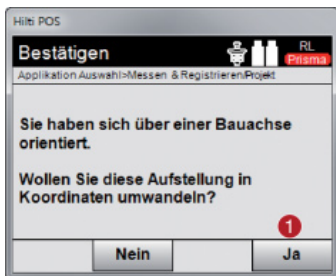 Hilti POS
Bestätigen
RL
Prisma
Applikation Auswahl>Messen & Registrieren/Projekt
Sie haben sich über einer Bauachse
orientiert.
Wollen Sie diese Aufstellung in
Koordinaten umwandeln?
1
Nein
Ja